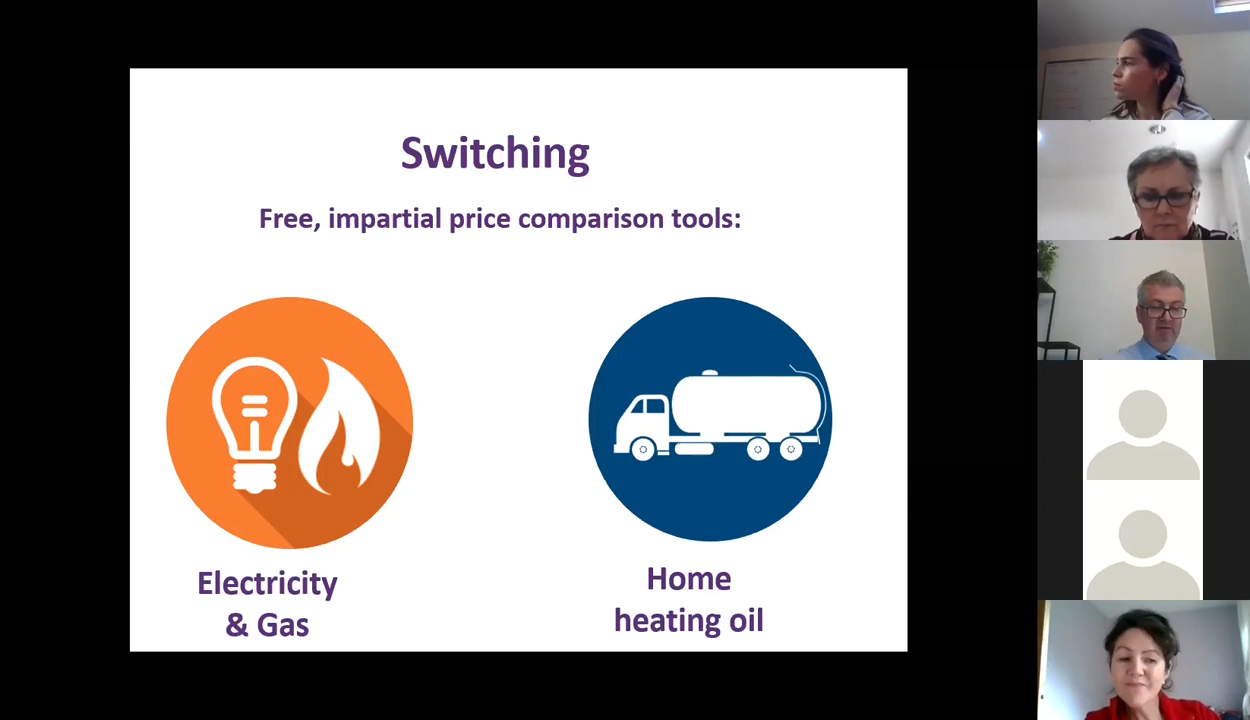 Switching
Free, impartial price comparison tools:
Electricity
& Gas
Home
heating oil